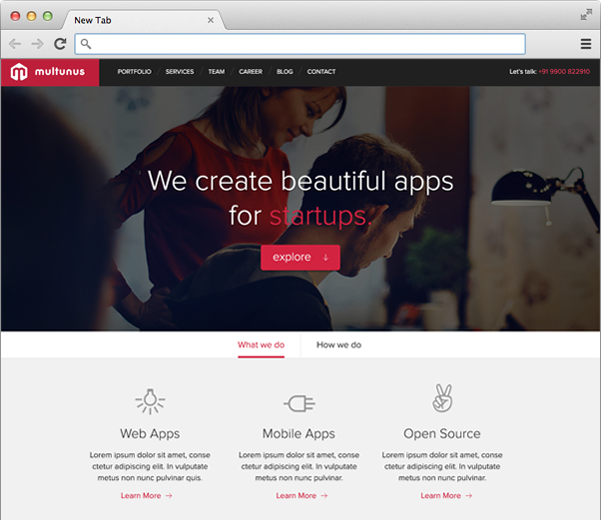 New Tab
multunus
PORTFOLIO / SERVICES / TEAM / CAREER / BLOG / CONTACT
Let's talk: +91 9900 822910
We create beautiful apps
for startups.
explore ↓
What we do
How we do
Web Apps
Lorem ipsum dolor sit amet, conse
ctetur adipiscing elit. In vulputate
metus non nunc pulvinar quis.
Learn More →
Mobile Apps
Lorem ipsum dolor sit amet, conse
ctetur adipiscing elit. In vulputate
metus non nunc pulvinar.
Learn More →
Open Source
Lorem ipsum dolor sit amet, conse
ctetur adipiscing elit. In vulputate
metus non nunc pulvinar.
Learn More →